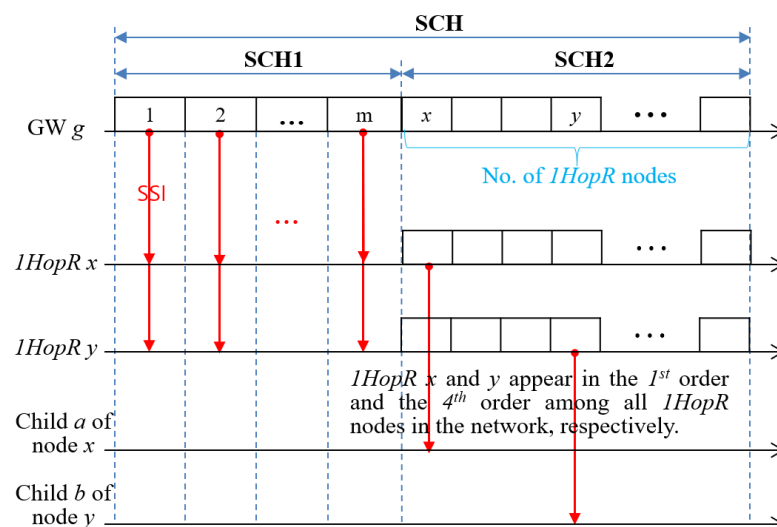 SCH
SCH1 SCH2
GW g
1 2 ... m x y ...
No. of 1HopR nodes
SSI
...
1HopR x
...
1HopR y
...
1HopR x and y appear in the 1st order
and the 4th order among all 1HopR
nodes in the network, respectively.
Child a of
node x
Child b of
node y